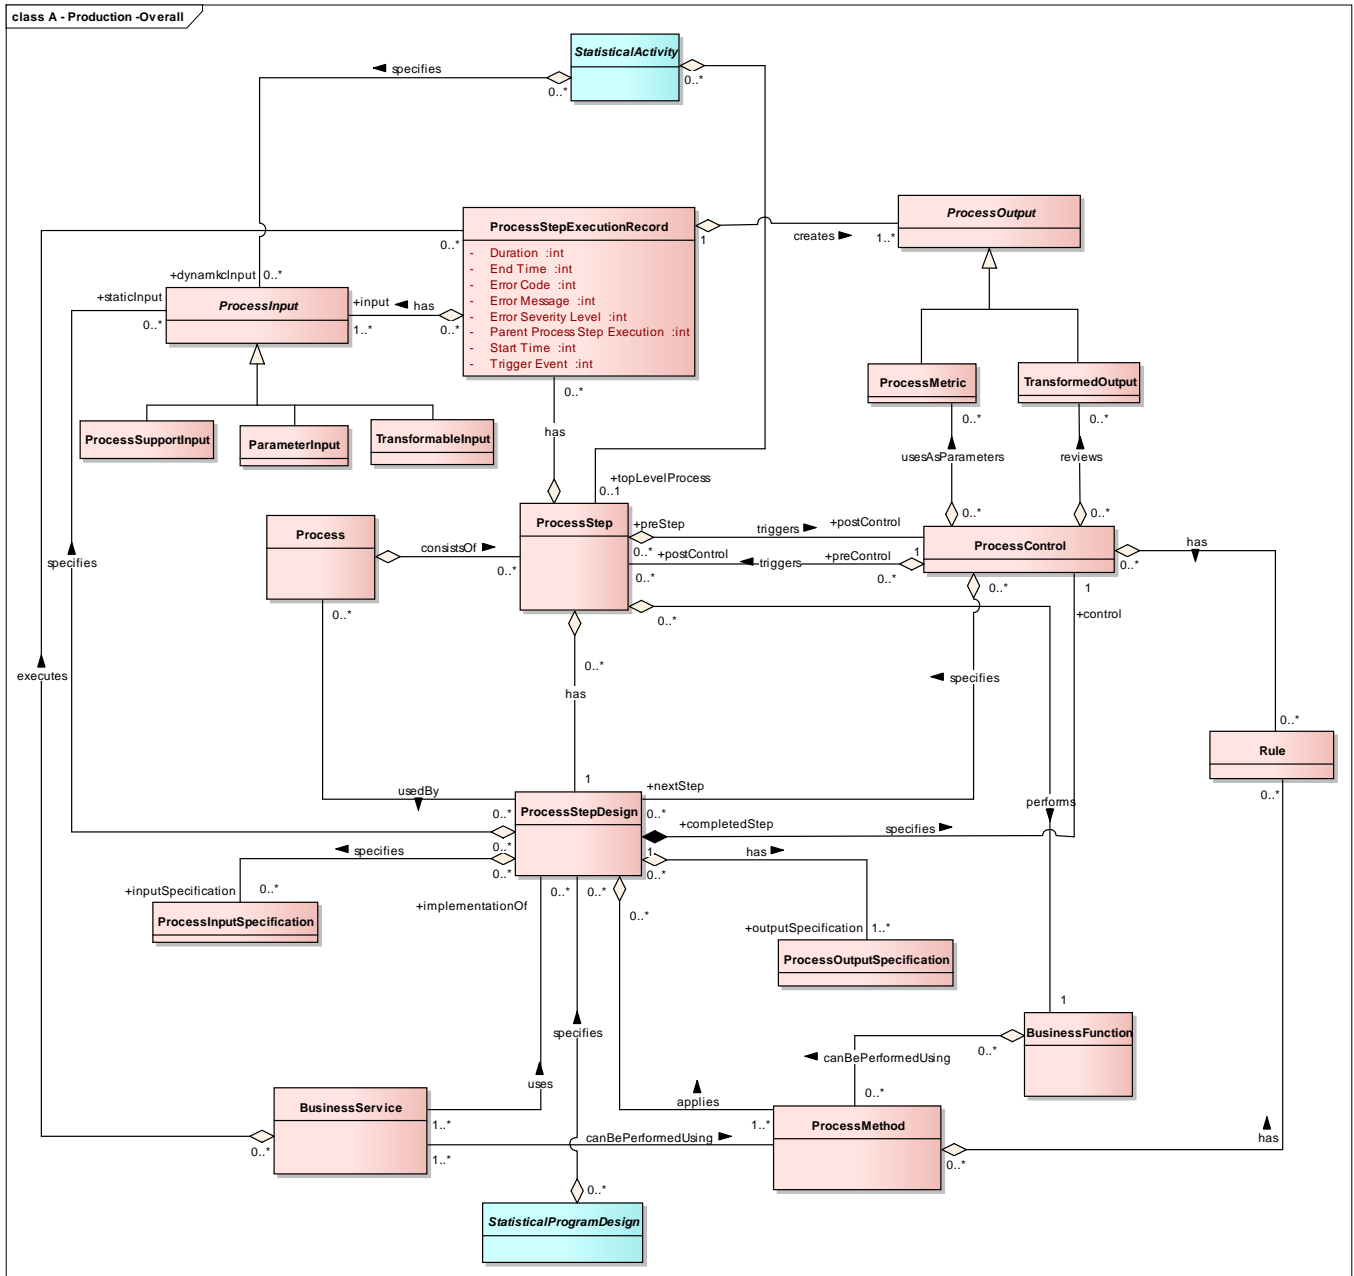 class A - Production -Overall
StatisticalActivity
specifies
0..*
0..*
ProcessStepExecutionRecord
- Duration :int
- End Time :int
- Error Code :int
- Error Message :int
- Error Severity Level :int
- Parent Process Step Execution :int
- Start Time :int
- Trigger Event :int
0..*
1
creates
1..*
ProcessOutput
+dynamkcInput
0..*
+staticInput
0..*
ProcessInput
+input
has
1..*
0..*
0..*
ProcessMetric
TransformedOutput
0..*
0..*
ProcessSupportInput
ParameterInput
TransformableInput
has
usesAsParameters
reviews
+topLevelProcess
0..1
0..*
0..*
Process
consistsOf
0..*
ProcessStep
+preStep
triggers
+postControl
0..*
1
+postControl
triggers
+preControl
0..*
0..*
ProcessControl
has
0..*
0..*
0..*
1
+control
0..*
specifies
executes
0..*
has
specifies
0..*
Rule
0..*
1
usedBy
0..*
ProcessStepDesign
+nextStep
0..*
performs
+completedStep
specifies
1
0..*
specifies
0..*
has
0..*
+inputSpecification
0..*
ProcessInputSpecification
+implementationOf
0..*
0..*
0..*
+outputSpecification
1..*
ProcessOutputSpecification
1
BusinessFunction
0..*
canBePerformedUsing
0..*
specifies
uses
applies
BusinessService
1..*
1..*
0..*
canBePerformedUsing
1..*
ProcessMethod
0..*
has
0..*
StatisticalProgramDesign